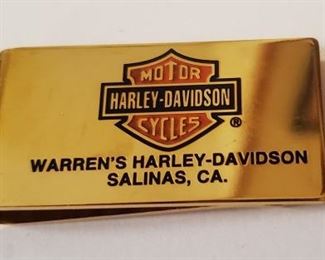 MOTOR
HARLEY-DAVIDSON
CYCLES ®
WARREN'S HARLEY-DAVIDSON
SALINAS, CA.